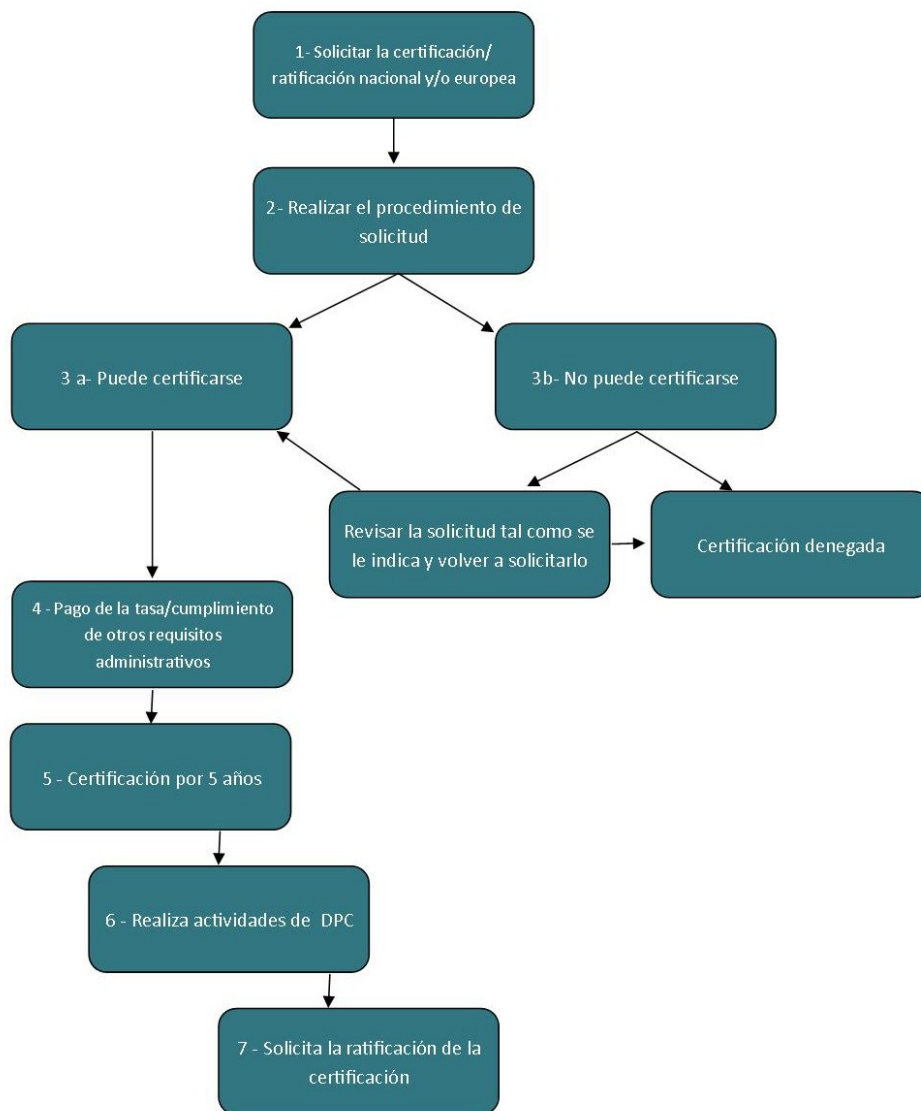 1- Solicitar la certificación/
ratificación nacional y/o europea
2- Realizar el procedimiento de
solicitud
3 a- Puede certificarse
3b- No puede certificarse
Revisar la solicitud tal como se
le indica y volver a solicitarlo
Certificación denegada
4 - Pago de la tasa/cumplimiento
de otros requisitos
administrativos
5 - Certificación por 5 años
6 - Realiza actividades de DPC
7 - Solicita la ratificación de la
certificación